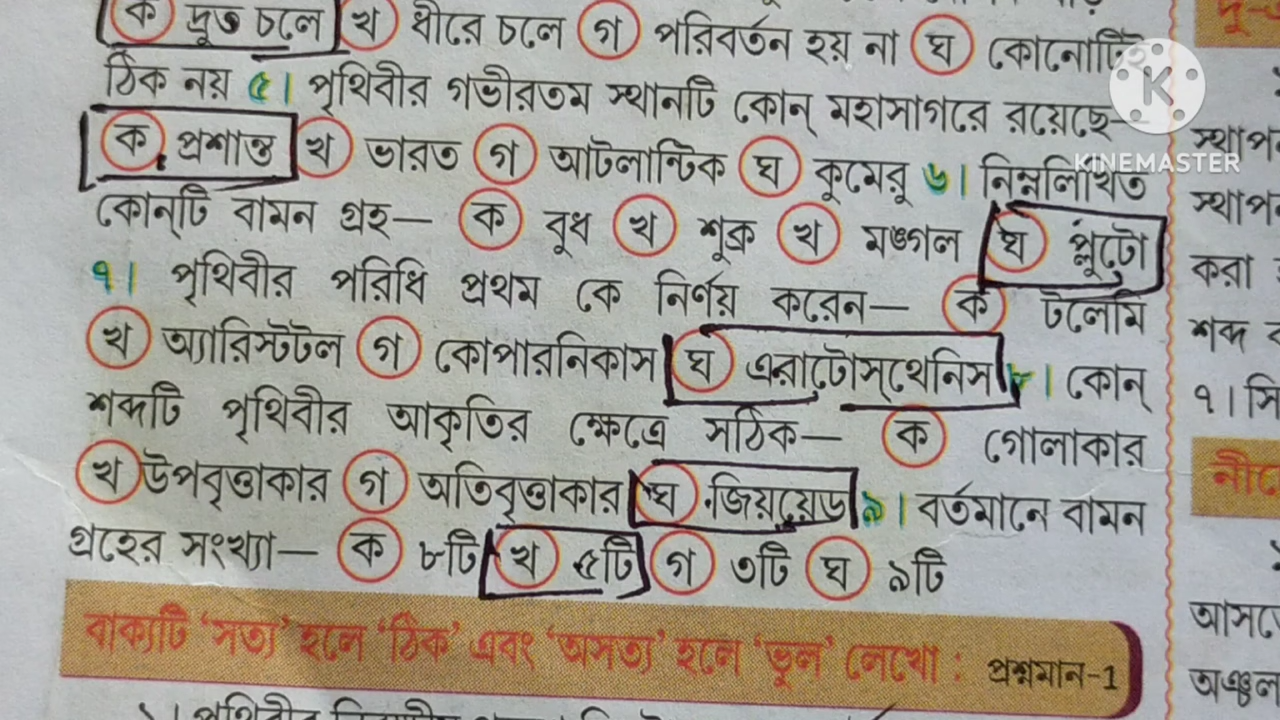 ক দ্রুত চলে খ ধীরে চলে গ পরিবর্তন হয় না ঘ কোনোটিই
ঠিক নয় ৫। পৃথিবীর গভীরতম স্থানটি কোন্ মহাসাগরে রয়েছে—
ক প্রশান্ত খ ভারত গ আটলান্টিক ঘ কুমেরু ৬। নিম্নলিখিত
কোন্‌টি বামন গ্রহ— ক বুধ খ শুক্র খ মঙ্গল ঘ প্লুটো
৭। পৃথিবীর পরিধি প্রথম কে নির্ণয় করেন— ক টলেমি
খ অ্যারিস্টটল গ কোপারনিকাস ঘ এরাটোস্‌থেনিস ৮। কোন্
শব্দটি পৃথিবীর আকৃতির ক্ষেত্রে সঠিক— ক গোলাকার
খ উপবৃত্তাকার গ অতিবৃত্তাকার ঘ জিয়য়েড ৯। বর্তমানে বামন
গ্রহের সংখ্যা— ক ৮টি খ ৫টি গ ৩টি ঘ ৯টি
বাক্যটি ‘সত্য’ হলে ‘ঠিক’ এবং ‘অসত্য’ হলে ‘ভুল’ লেখো : প্রশ্নমান-1
১। পৃথিবীর
K
KINEMASTER
স্থাপ
স্থাপ
করা
শব্দ
৭। সি
নী
আস
অঞ্চল